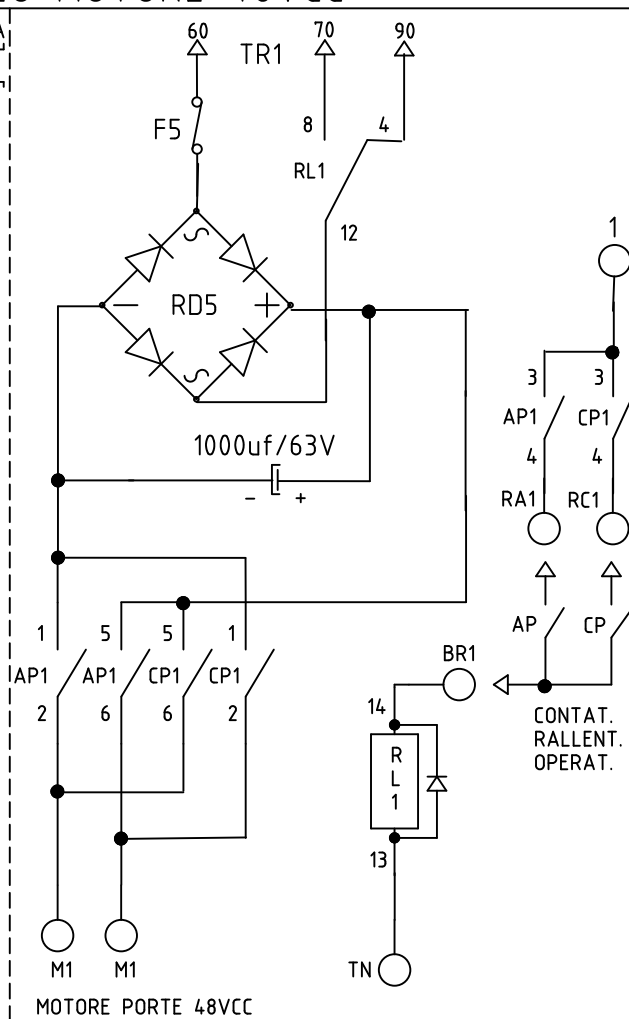 MOTORE
60
TR1
70
90
F5
8
4
RL1
12
1
RD5
1000uf/63V
- +
3
3
AP1
CP1
4
4
RA1
RC1
AP
CP
1
5
5
1
AP1
AP1
CP1
CP1
2
6
6
2
BR1
14
CONTAT.
RALLENT.
OPERAT.
R
L
1
13
M1
M1
TN
MOTORE PORTE 48VCC